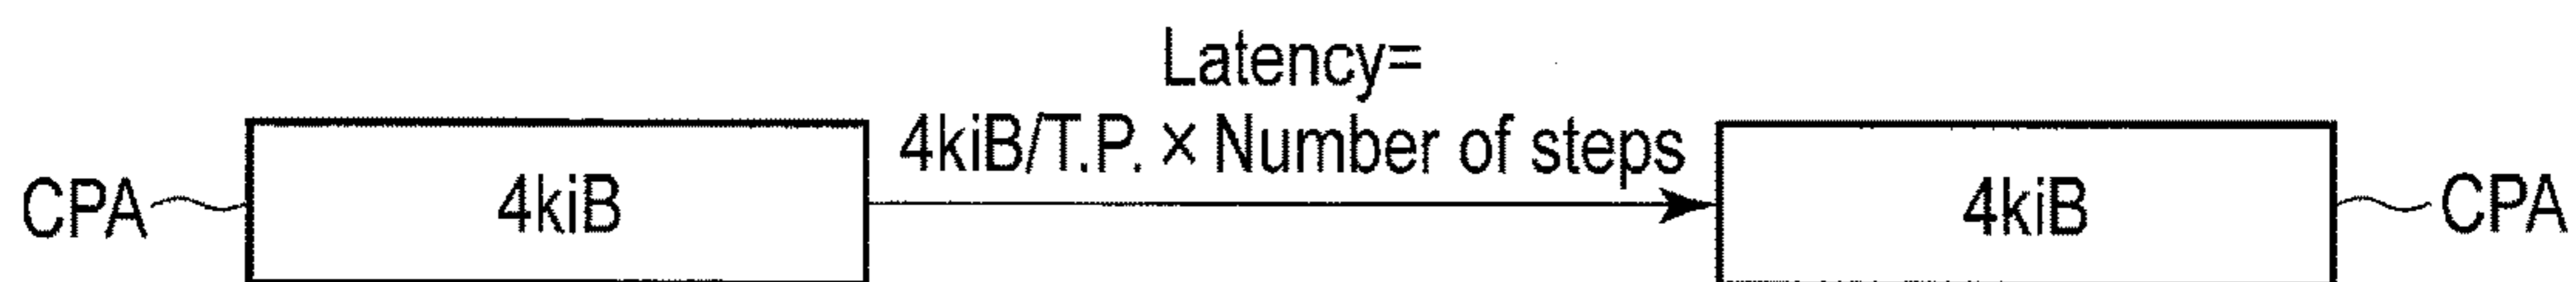 Latency=
4kiB/T.P. × Number of steps
CPA 4kiB 4kiB CPA